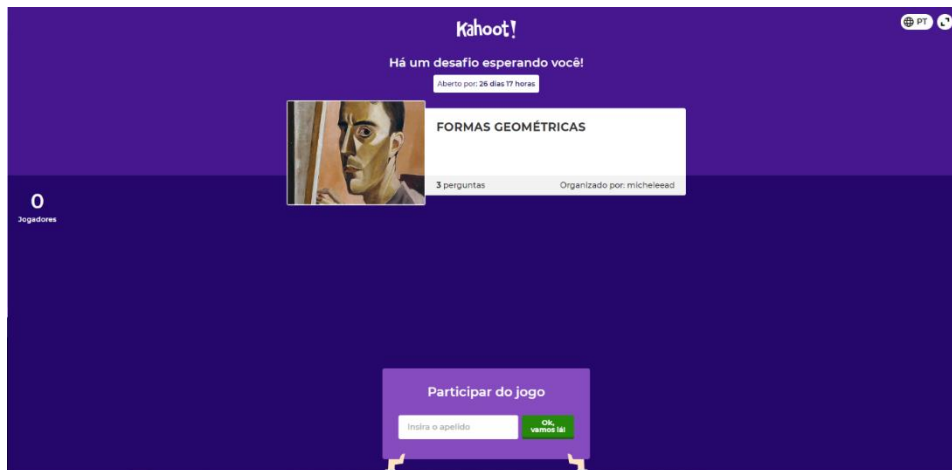 Kahoot!
PT
Há um desafio esperando você!
Aberto por: 26 dias 17 horas
FORMAS GEOMÉTRICAS
3 perguntas
Organizado por: micheleead
0
Jogadores
Participar do jogo
Insira o apelido
Ok,
vamos lá!